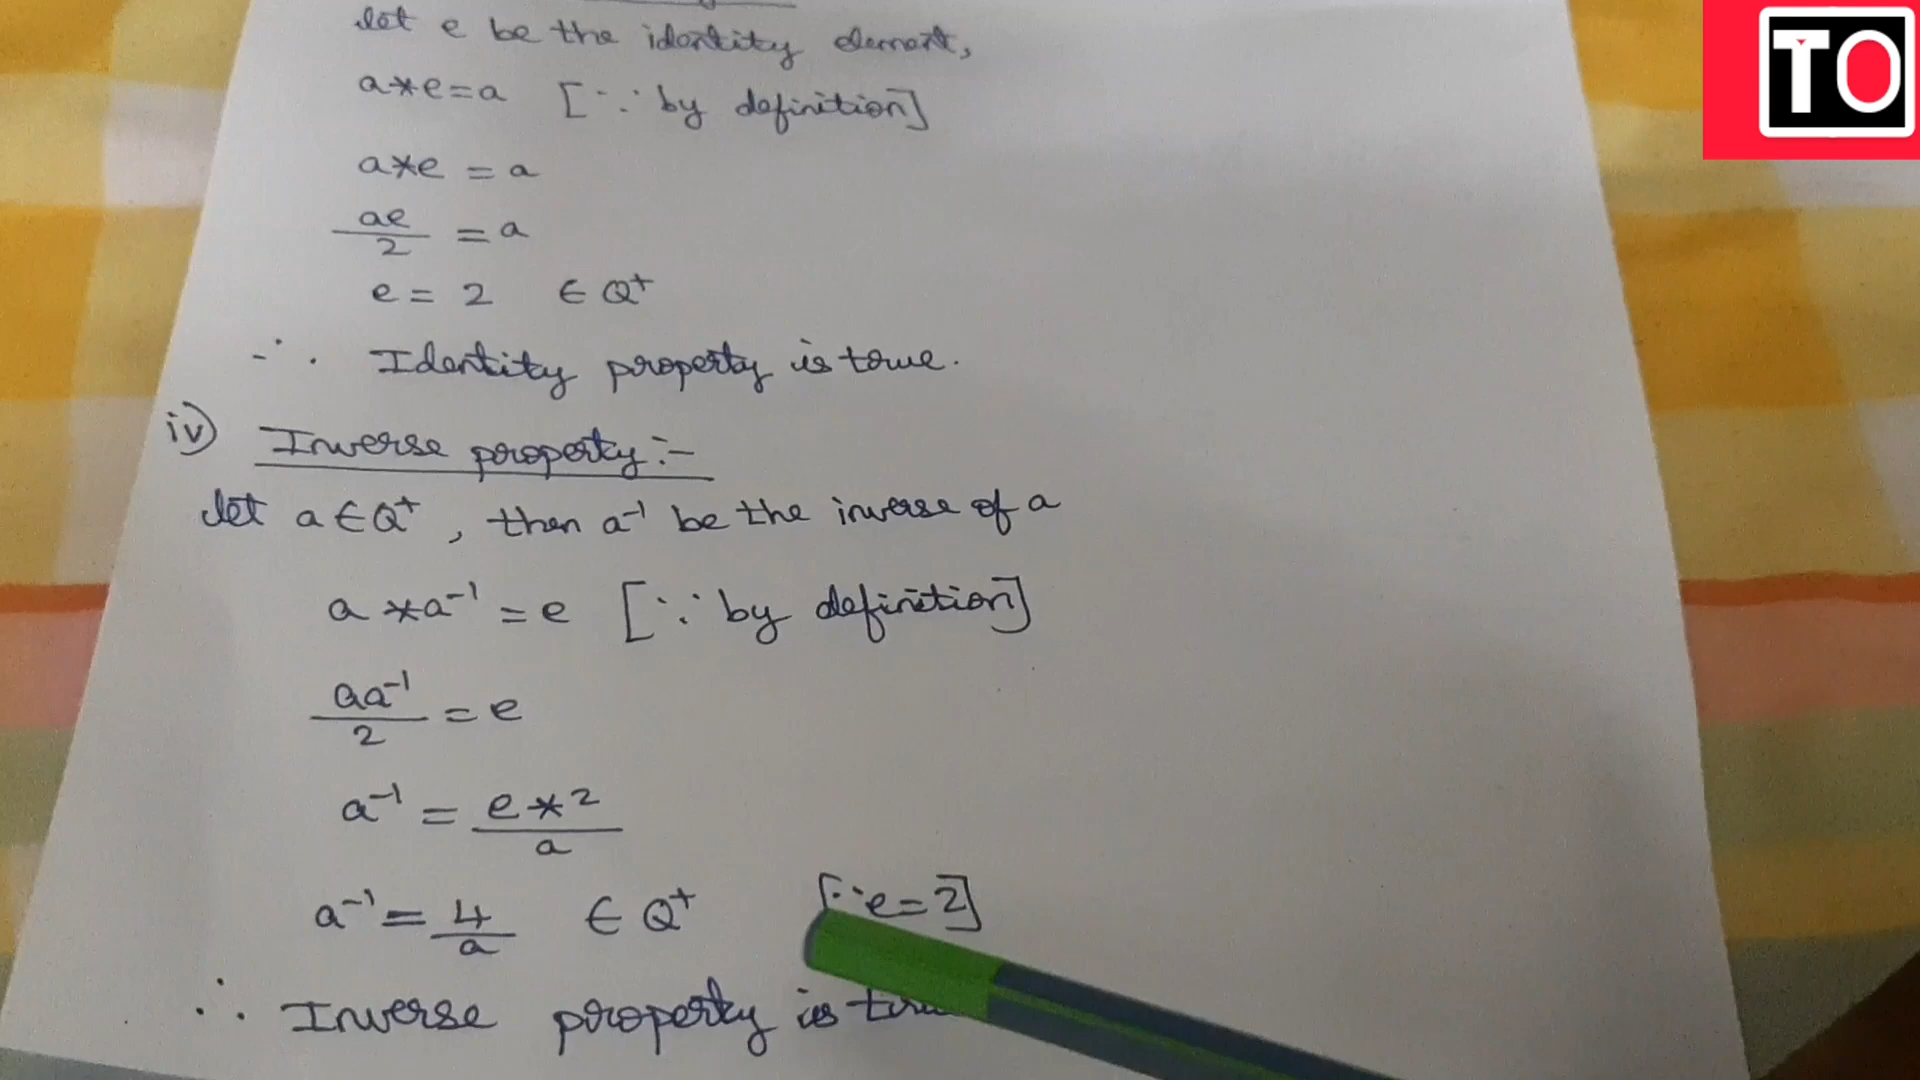 let e be the identity element,
a*e=a [∵ by definition]
a*e = a
ae/2 = a
e = 2 ∈ Q⁺
∴ Identity property is true.
iv) Inverse property:-
let a∈Q⁺, then a⁻¹ be the inverse of a
a*a⁻¹ = e [∵ by definition]
aa⁻¹/2 = e
a⁻¹ = e*2/a
a⁻¹ = 4/a ∈ Q⁺ [∵ e=2]
∴ Inverse property is
TO